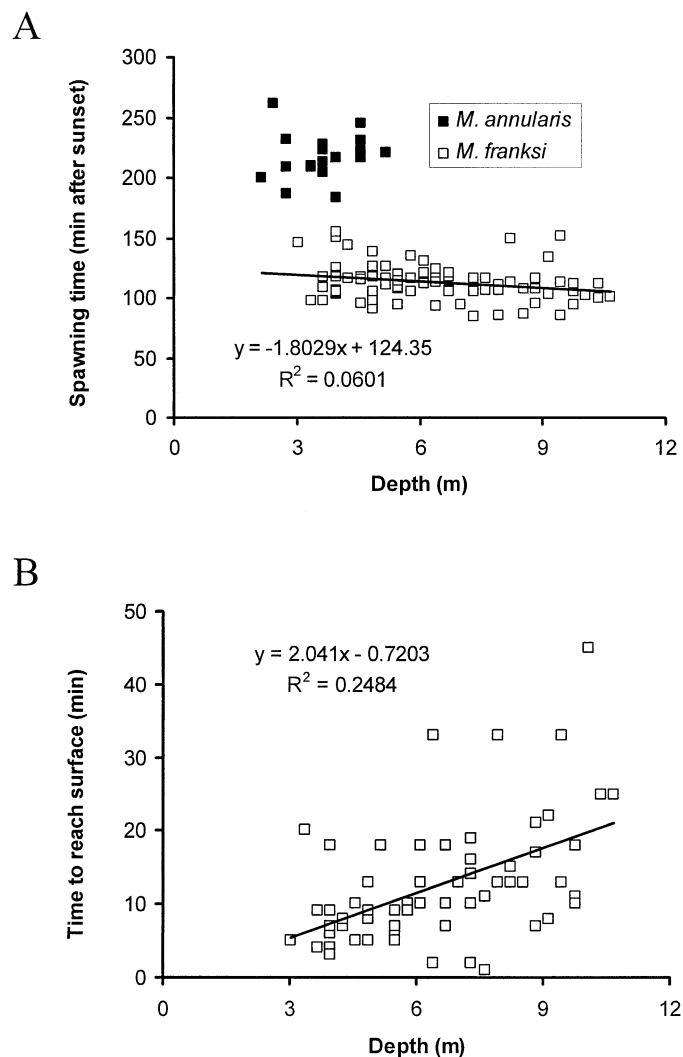 A
300
250
200
150
100
50
0
Spawning time (min after sunset)
M. annularis
M. franksi
y = -1.8029x + 124.35
R² = 0.0601
0 3 6 9 12
Depth (m)
B
50
40
30
20
10
0
Time to reach surface (min)
y = 2.041x - 0.7203
R² = 0.2484
0 3 6 9 12
Depth (m)